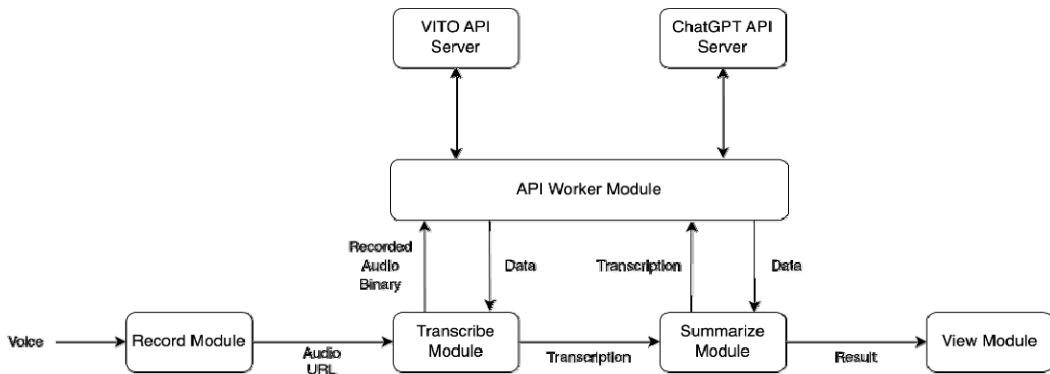 VITO API
Server
ChatGPT API
Server
API Worker Module
Recorded
Audio
Binary
Data
Transcription
Data
Voice
Record Module
Audio
URL
Transcribe
Module
Transcription
Summarize
Module
Result
View Module